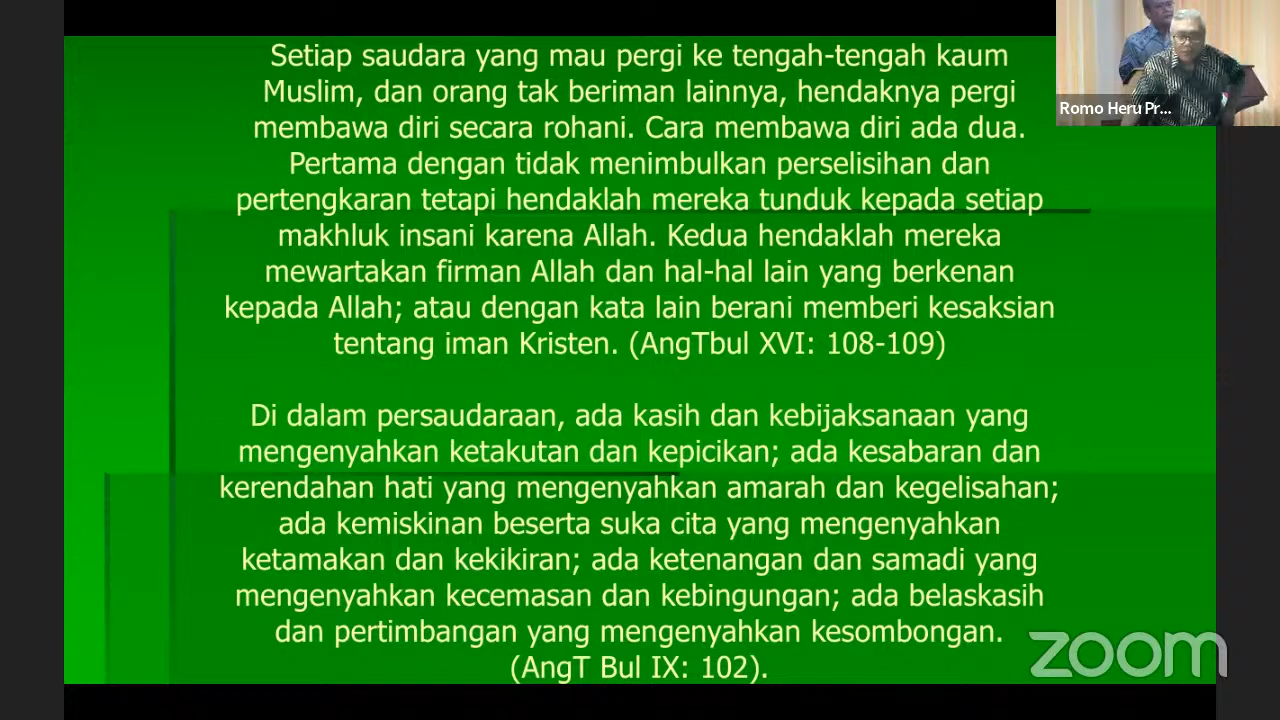 Setiap saudara yang mau pergi ke tengah-tengah kaum
Muslim, dan orang tak beriman lainnya, hendaknya pergi
membawa diri secara rohani. Cara membawa diri ada dua.
Pertama dengan tidak menimbulkan perselisihan dan
pertengkaran tetapi hendaklah mereka tunduk kepada setiap
makhluk insani karena Allah. Kedua hendaklah mereka
mewartakan firman Allah dan hal-hal lain yang berkenan
kepada Allah; atau dengan kata lain berani memberi kesaksian
tentang iman Kristen. (AngTbul XVI: 108-109)
Di dalam persaudaraan, ada kasih dan kebijaksanaan yang
mengenyahkan ketakutan dan kepicikan; ada kesabaran dan
kerendahan hati yang mengenyahkan amarah dan kegelisahan;
ada kemiskinan beserta suka cita yang mengenyahkan
ketamakan dan kekikiran; ada ketenangan dan samadi yang
mengenyahkan kecemasan dan kebingungan; ada belaskasih
dan pertimbangan yang mengenyahkan kesombongan.
(AngT Bul IX: 102).
Romo Heru Pr...
zoom